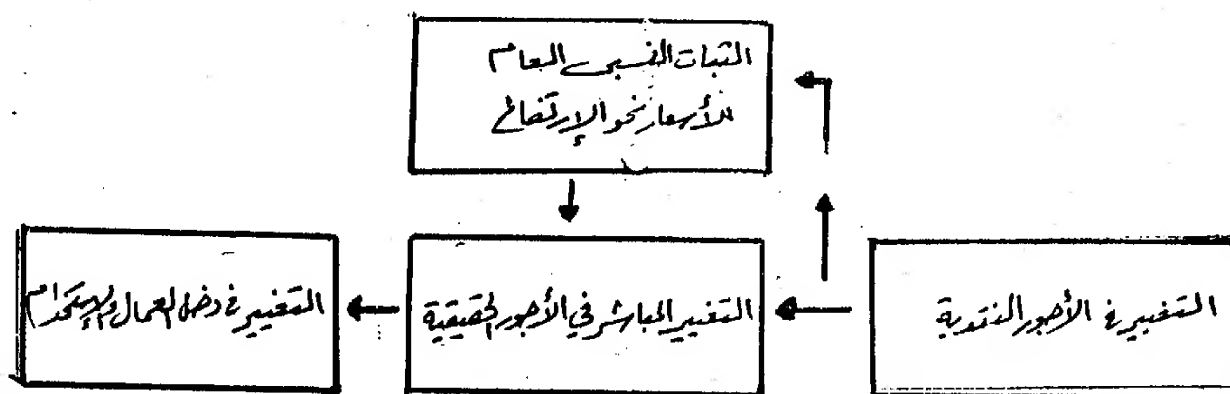 الثبات النسبي العام
للأسعار نحو الإرتفاع
التغيير في الأجور النقدية
التغيير المباشر في الأجور الحقيقية
التغيير في دخل العمال والإستخدام